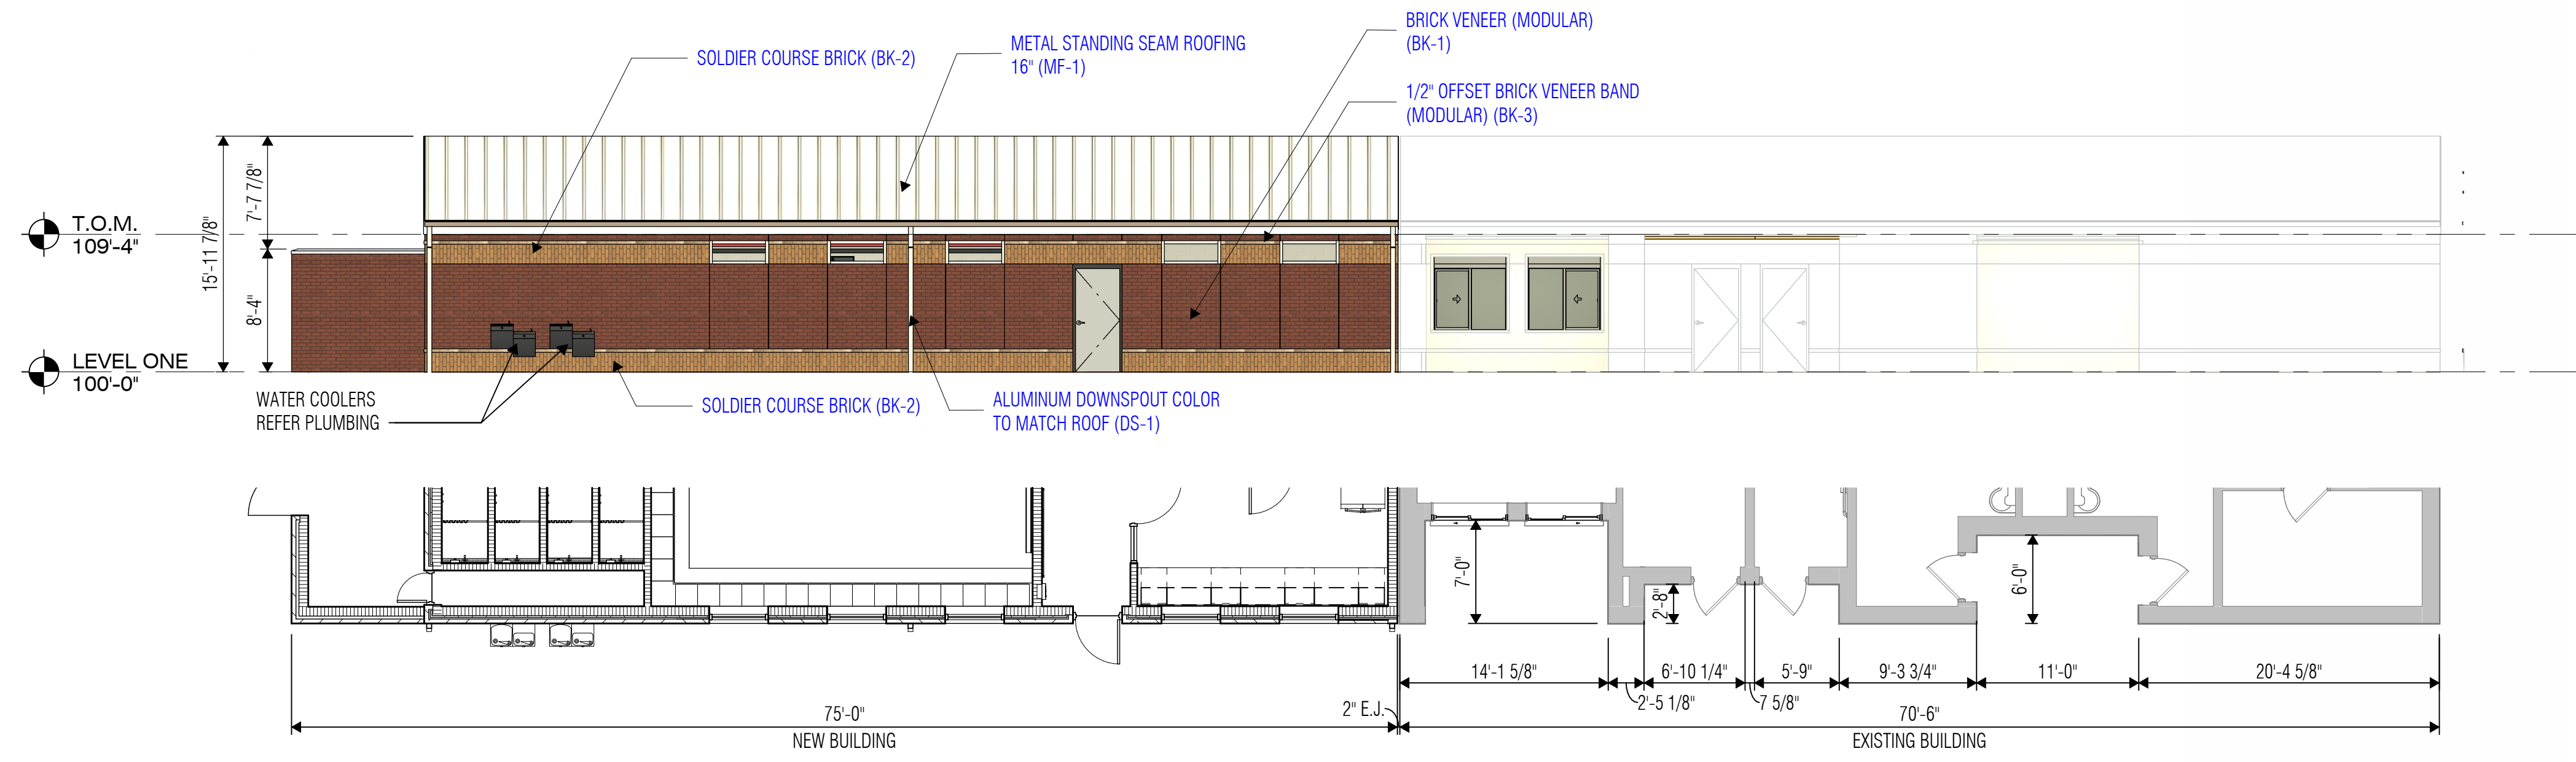 BRICK VENEER (MODULAR)
(BK-1)
METAL STANDING SEAM ROOFING
16" (MF-1)
SOLDIER COURSE BRICK (BK-2)
1/2" OFFSET BRICK VENEER BAND
(MODULAR) (BK-3)
7'-7 7/8"
15'-11 7/8"
T.O.M.
109'-4"
8'-4"
LEVEL ONE
100'-0"
WATER COOLERS
REFER PLUMBING
SOLDIER COURSE BRICK (BK-2)
ALUMINUM DOWNSPOUT COLOR
TO MATCH ROOF (DS-1)
7'-0"
2'-8"
6'-0"
14'-1 5/8"
6'-10 1/4"
5'-9"
9'-3 3/4"
11'-0"
20'-4 5/8"
2'-5 1/8"
7 5/8"
75'-0"
2" E.J.
70'-6"
NEW BUILDING
EXISTING BUILDING